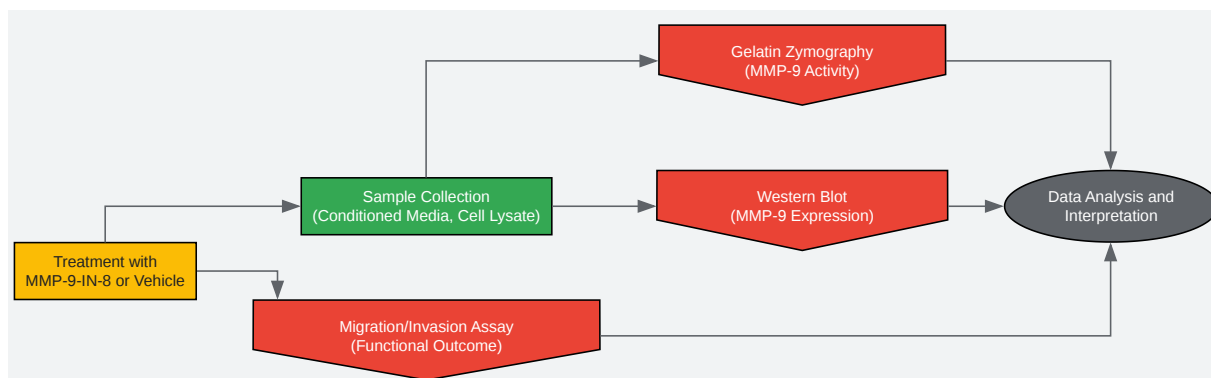 Gelatin Zymography
(MMP-9 Activity)
Sample Collection
(Conditioned Media, Cell Lysate)
Western Blot
(MMP-9 Expression)
Data Analysis and
Interpretation
Treatment with
MMP-9-IN-8 or Vehicle
Migration/Invasion Assay
(Functional Outcome)